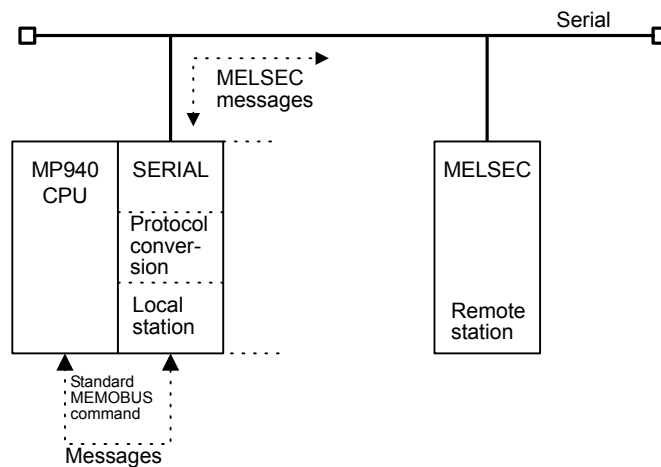 Serial
MELSEC
messages
MP940
CPU
SERIAL
Protocol
conver-
sion
Local
station
MELSEC
Remote
station
Standard
MEMOBUS
command
Messages